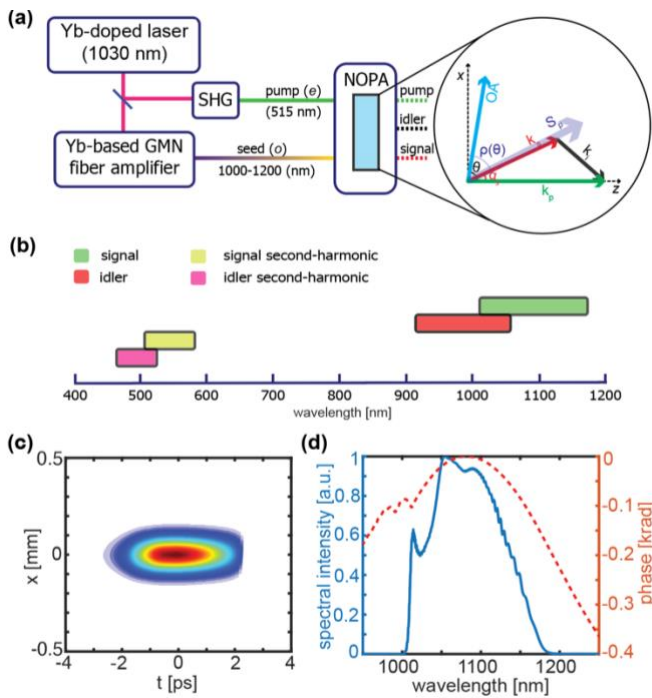 (a)
Yb-doped laser
(1030 nm)
SHG
pump (e)
(515 nm)
Yb-based GMN
fiber amplifier
seed (o)
1000-1200 (nm)
NOPA
pump
idler
signal
x
OA
ρ(θ)
θ
k
S
k
k_p
z
(b)
signal
signal second-harmonic
idler
idler second-harmonic
400 500 600 700 800 900 1000 1100 1200
wavelength [nm]
(c)
x [mm]
0.5
0
-0.5
-4 -2 0 2 4
t [ps]
(d)
spectral intensity [a.u.]
1
0.8
0.6
0.4
0.2
0
1000 1100 1200
wavelength [nm]
0
-0.1
-0.2
-0.3
-0.4
phase [krad]